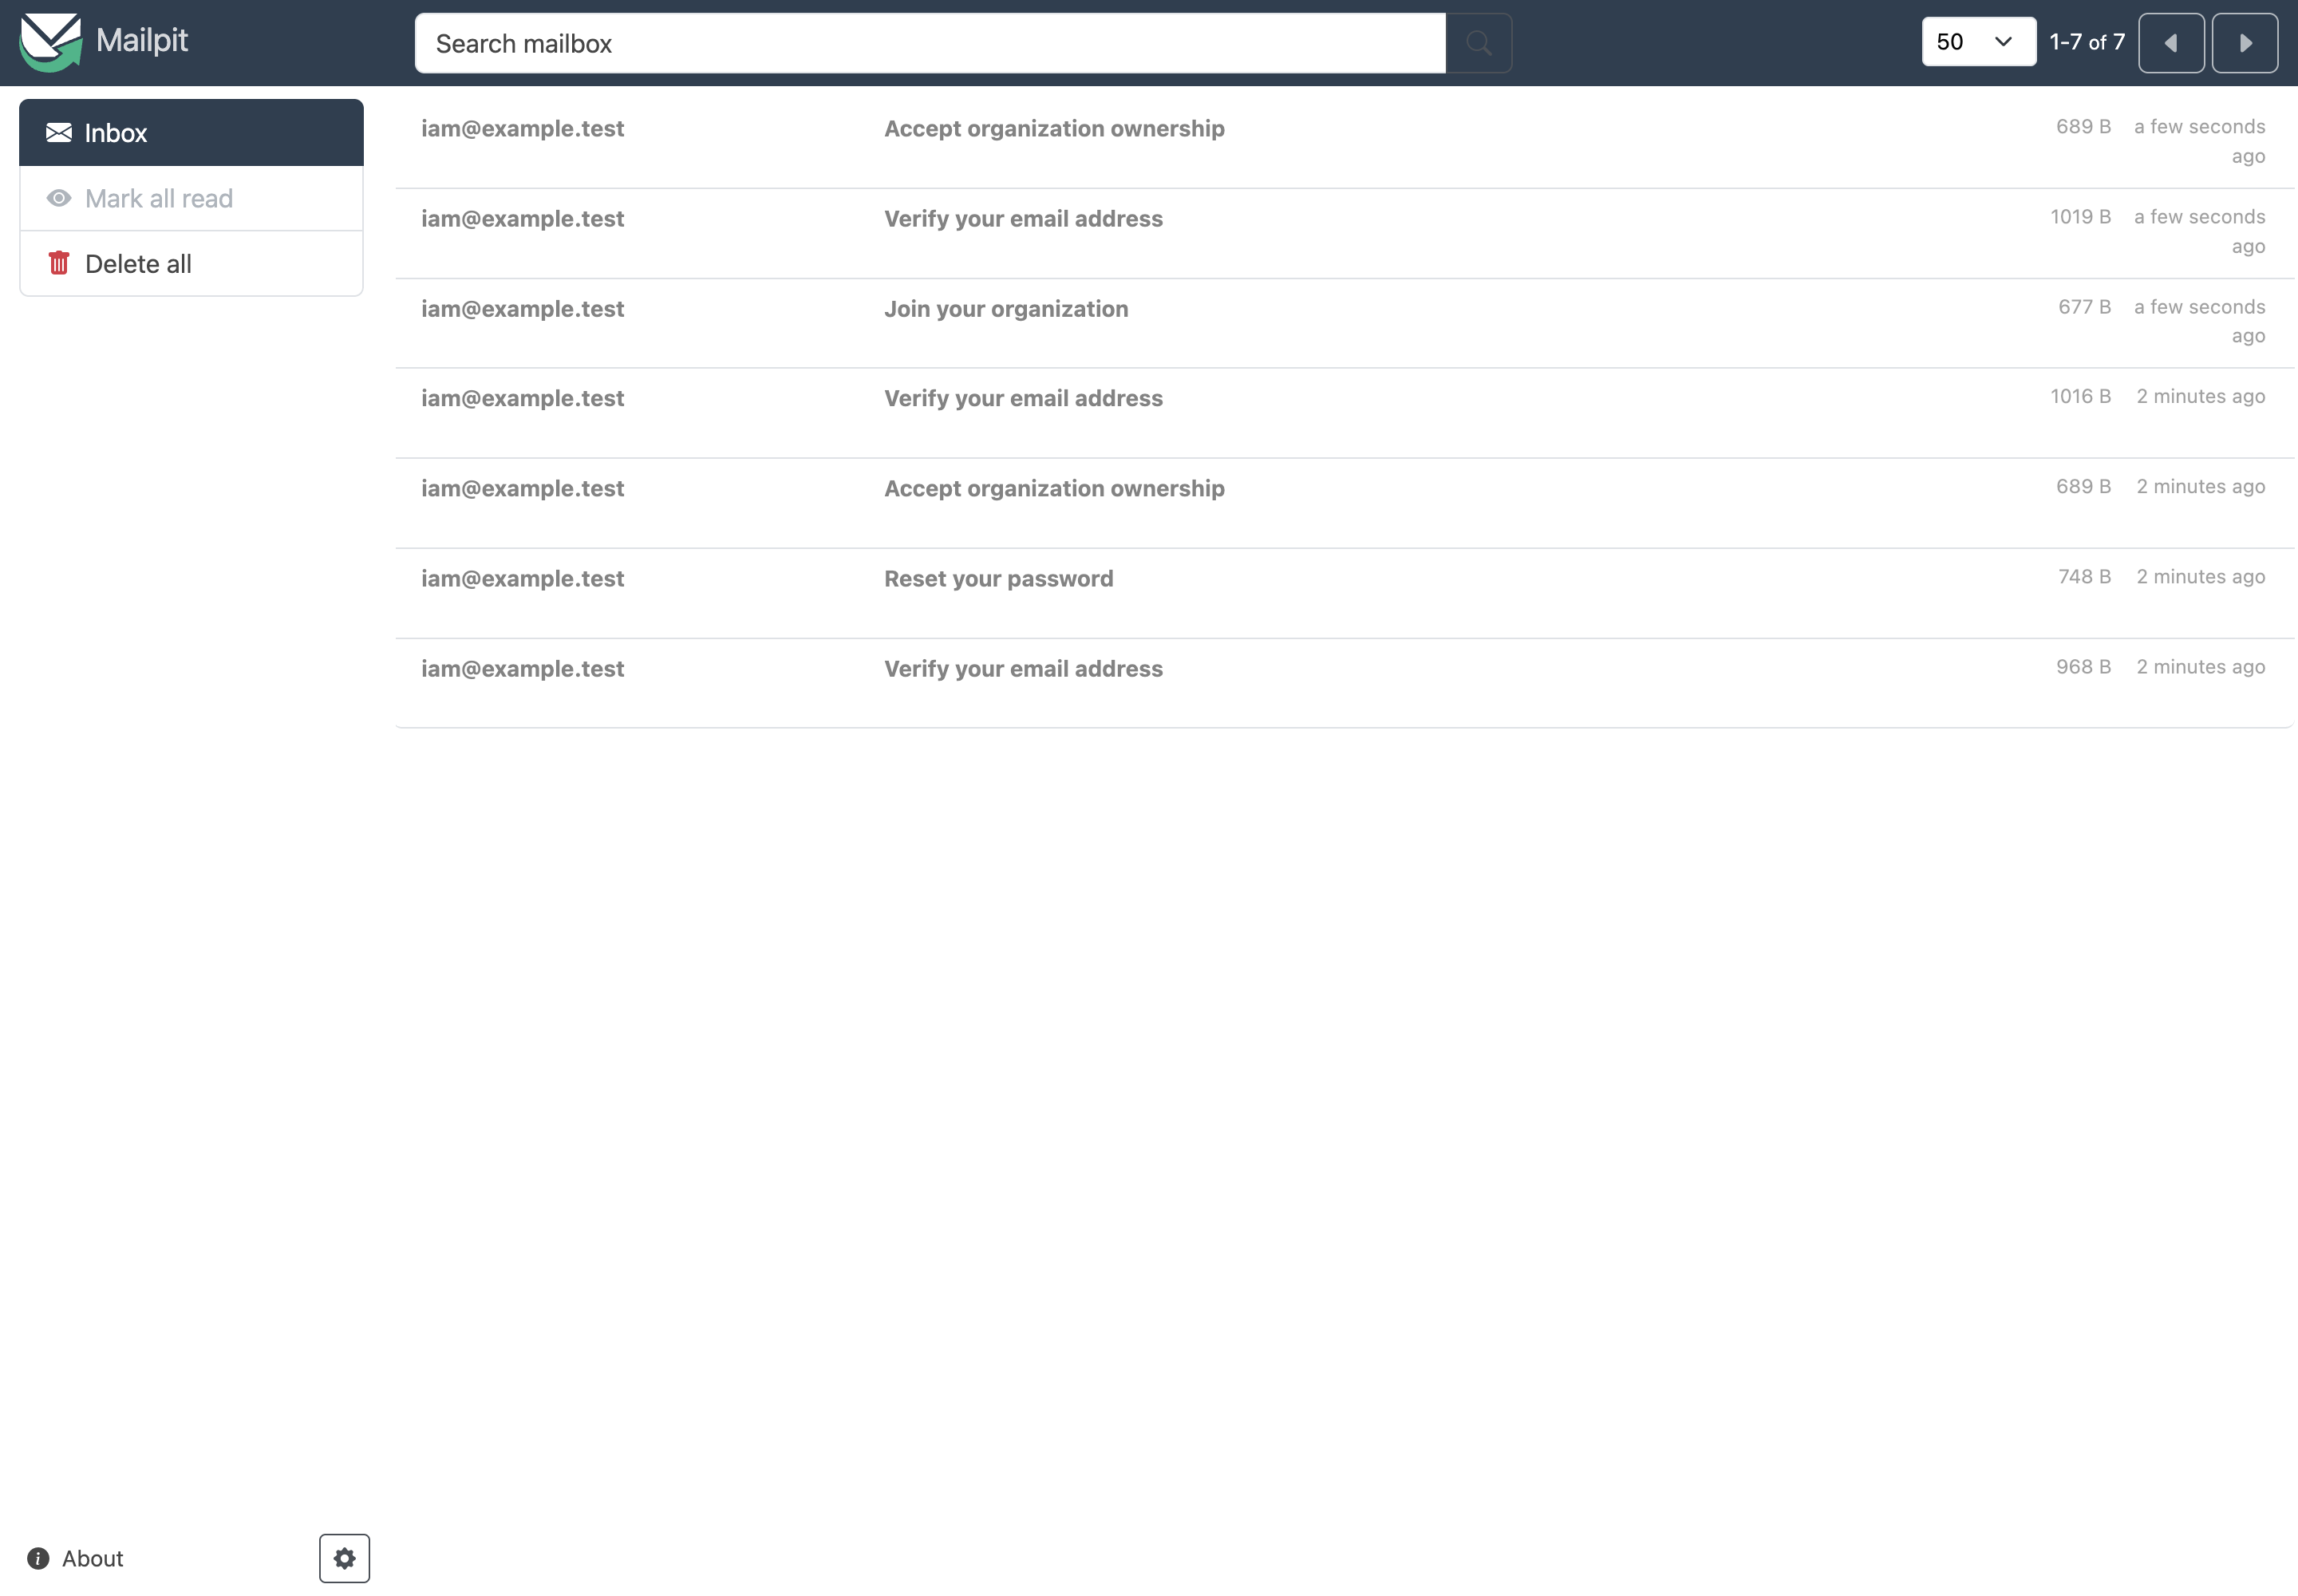 Mailpit
Search mailbox
50
1-7 of 7
Inbox
Mark all read
Delete all
iam@example.test Accept organization ownership 689 B a few seconds ago
iam@example.test Verify your email address 1019 B a few seconds ago
iam@example.test Join your organization 677 B a few seconds ago
iam@example.test Verify your email address 1016 B 2 minutes ago
iam@example.test Accept organization ownership 689 B 2 minutes ago
iam@example.test Reset your password 748 B 2 minutes ago
iam@example.test Verify your email address 968 B 2 minutes ago
About